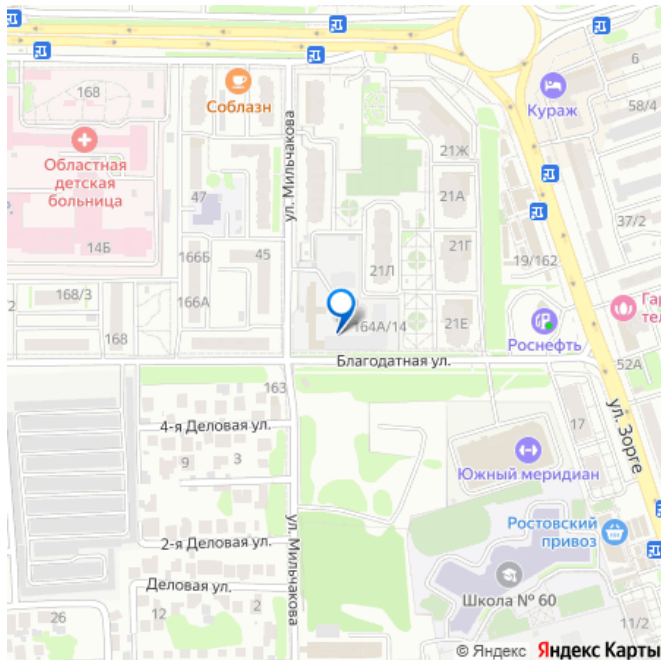 168
Соблазн
Областная
детская
больница
14Б
47
166Б
45
166А
168/3
168
2
ул. Мильчакова
21Ж
21А
21Г
21Л
21Е
164А/14
Кураж
6
58/4
37/2
19/162
Роснефть
Гар
тел
52А
Благодатная ул.
163
4-я Деловая ул.
9
3
2-я Деловая ул.
Деловая ул.
12
2
26
ул. Мильчакова
ул. Зорге
17
Южный меридиан
Ростовский
привоз
Школа № 60
11/2
© Яндекс Яндекс Карты